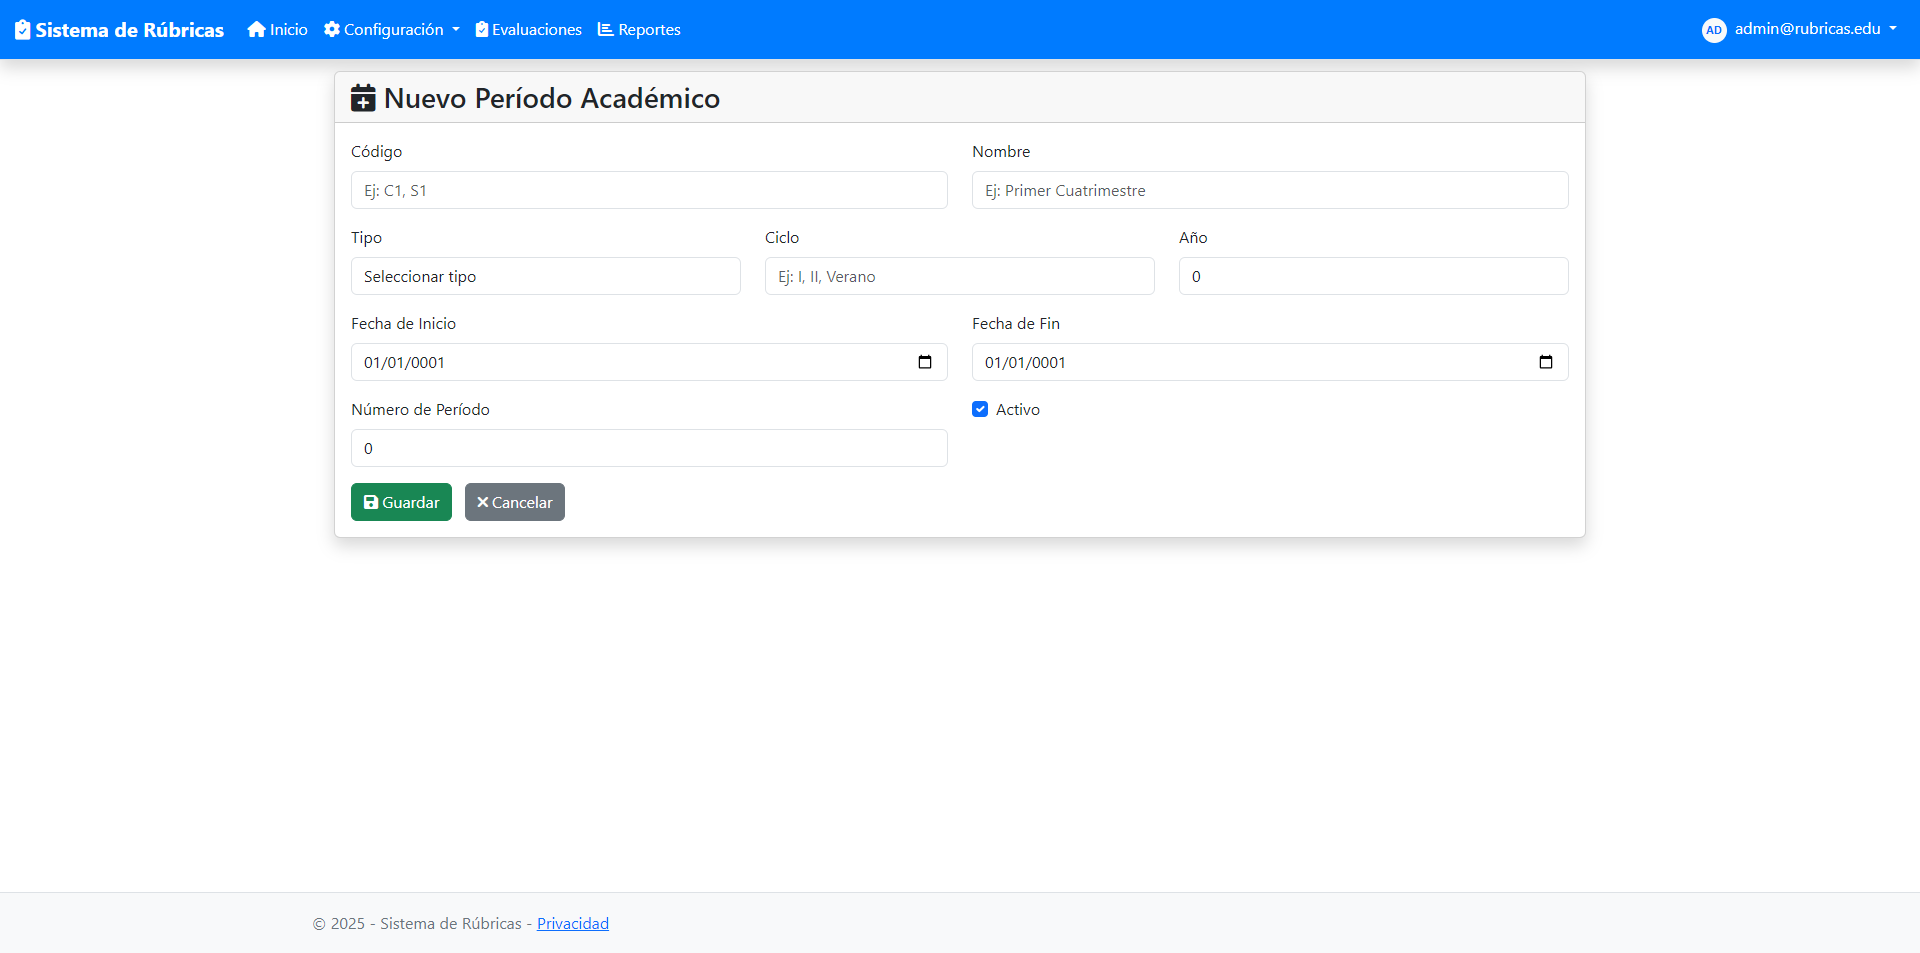 Sistema de Rúbricas Inicio Configuración Evaluaciones Reportes AD admin@rubricas.edu
Nuevo Período Académico
Código Nombre
Ej: C1, S1 Ej: Primer Cuatrimestre
Tipo Ciclo Año
Seleccionar tipo Ej: I, II, Verano 0
Fecha de Inicio Fecha de Fin
01/01/0001 01/01/0001
Número de Período Activo
0
Guardar Cancelar
© 2025 - Sistema de Rúbricas - Privacidad